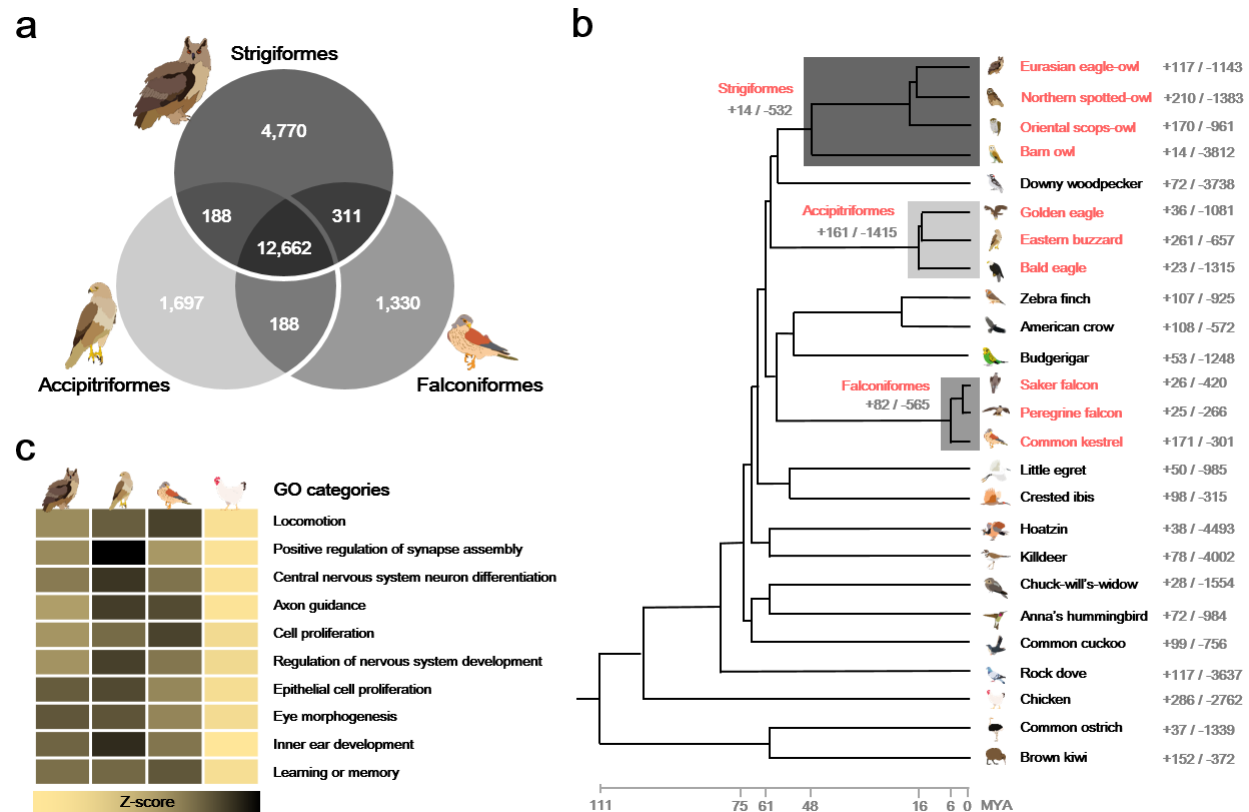 a
Strigiformes
4,770
188
311
12,662
1,697
188
1,330
Accipitriformes
Falconiformes
b
Strigiformes
+14 / -532
Eurasian eagle-owl +117 / -1143
Northern spotted-owl +210 / -1383
Oriental scops-owl +170 / -961
Barn owl +14 / -3812
Downy woodpecker +72 / -3738
Accipitriformes
+161 / -1415
Golden eagle +36 / -1081
Eastern buzzard +261 / -657
Bald eagle +23 / -1315
Zebra finch +107 / -925
American crow +108 / -572
Budgerigar +53 / -1248
Falconiformes
+82 / -565
Saker falcon +26 / -420
Peregrine falcon +25 / -266
Common kestrel +171 / -301
Little egret +50 / -985
Crested ibis +98 / -315
Hoatzin +38 / -4493
Killdeer +78 / -4002
Chuck-will's-widow +28 / -1554
Anna's hummingbird +72 / -984
Common cuckoo +99 / -756
Rock dove +117 / -3637
Chicken +286 / -2762
Common ostrich +37 / -1339
Brown kiwi +152 / -372
111 75 61 48 16 6 0 MYA
c
GO categories
Locomotion
Positive regulation of synapse assembly
Central nervous system neuron differentiation
Axon guidance
Cell proliferation
Regulation of nervous system development
Epithelial cell proliferation
Eye morphogenesis
Inner ear development
Learning or memory
Z-score